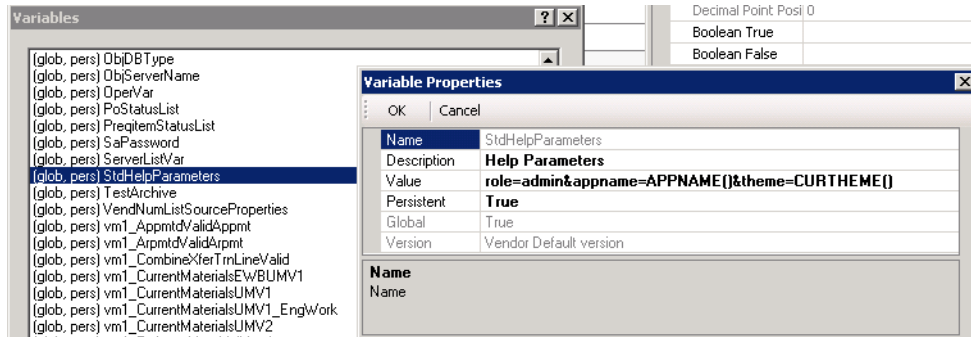 Variables
(glob, pers) ObjDBType
(glob, pers) ObjServerName
(glob, pers) OperVar
(glob, pers) PoStatusList
(glob, pers) PreqitemStatusList
(glob, pers) SaPassword
(glob, pers) ServerListVar
(glob, pers) StdHelpParameters
(glob, pers) TestArchive
(glob, pers) VendNumListSourceProperties
(glob, pers) vm1_AppmtdValidAppmt
(glob, pers) vm1_ArpmtdValidArpmt
(glob, pers) vm1_CombineXferTrnLineValid
(glob, pers) vm1_CurrentMaterialsEWBUMV1
(glob, pers) vm1_CurrentMaterialsUMV1
(glob, pers) vm1_CurrentMaterialsUMV1_EngWork
(glob, pers) vm1_CurrentMaterialsUMV2
Decimal Point Posi 0
Boolean True
Boolean False
Variable Properties
OK Cancel
Name StdHelpParameters
Description Help Parameters
Value role=admin&appname=APPNAME()&theme=CURTHEME()
Persistent True
Global True
Version Vendor Default version
Name
Name